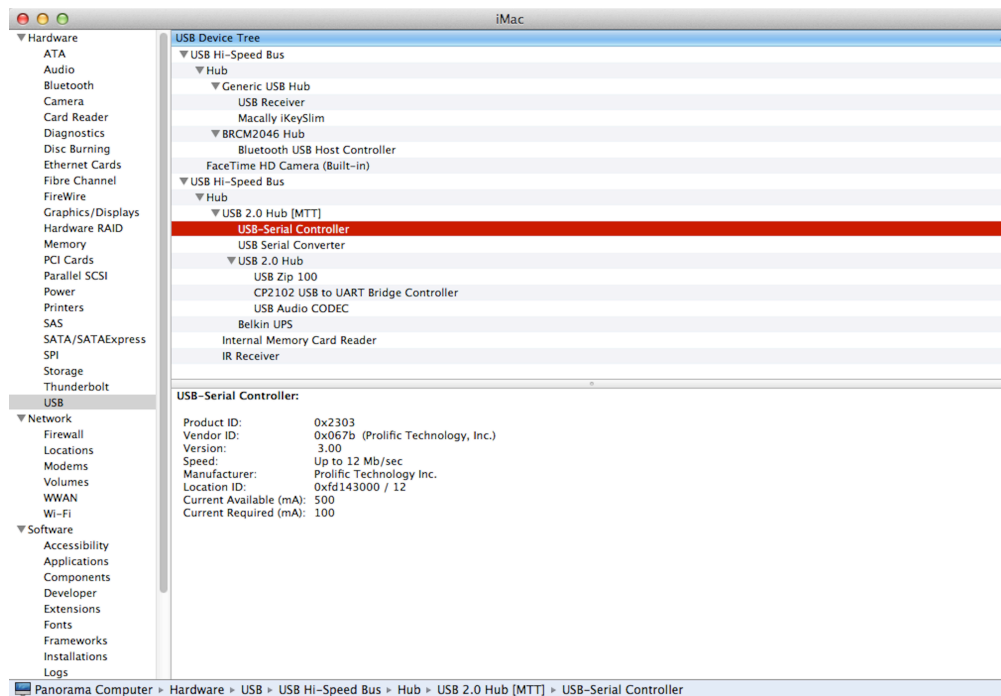 iMac
Hardware
ATA
Audio
Bluetooth
Camera
Card Reader
Diagnostics
Disc Burning
Ethernet Cards
Fibre Channel
FireWire
Graphics/Displays
Hardware RAID
Memory
PCI Cards
Parallel SCSI
Power
Printers
SAS
SATA/SATAExpress
SPI
Storage
Thunderbolt
USB
Network
Firewall
Locations
Modems
Volumes
WWAN
Wi-Fi
Software
Accessibility
Applications
Components
Developer
Extensions
Fonts
Frameworks
Installations
Logs
USB Device Tree
USB Hi-Speed Bus
Hub
Generic USB Hub
USB Receiver
Macally iKeySlim
BRCM2046 Hub
Bluetooth USB Host Controller
FaceTime HD Camera (Built-in)
USB Hi-Speed Bus
Hub
USB 2.0 Hub [MTT]
USB-Serial Controller
USB Serial Converter
USB 2.0 Hub
USB Zip 100
CP2102 USB to UART Bridge Controller
USB Audio CODEC
Belkin UPS
Internal Memory Card Reader
IR Receiver
USB-Serial Controller:
Product ID: 0x2303
Vendor ID: 0x067b (Prolific Technology, Inc.)
Version: 3.00
Speed: Up to 12 Mb/sec
Manufacturer: Prolific Technology Inc.
Location ID: 0xfd143000 / 12
Current Available (mA): 500
Current Required (mA): 100
Panorama Computer ▸ Hardware ▸ USB ▸ USB Hi-Speed Bus ▸ Hub ▸ USB 2.0 Hub [MTT] ▸ USB-Serial Controller